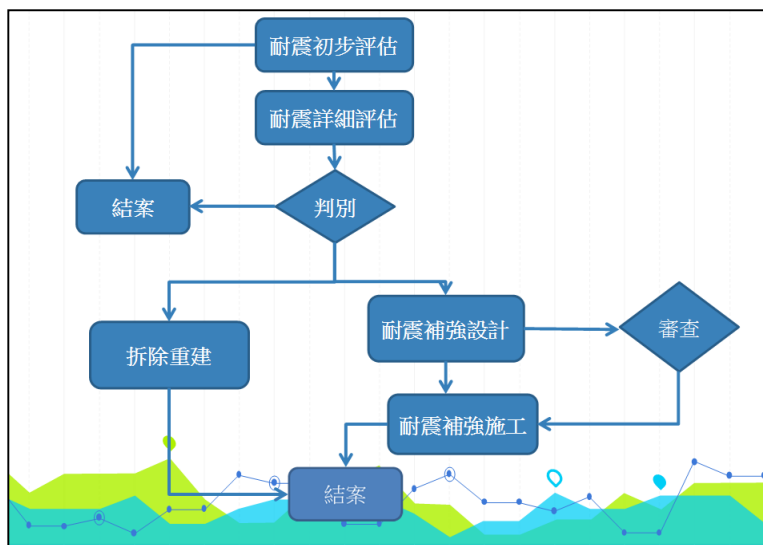 耐震初步評估
耐震詳細評估
結案
判別
拆除重建
耐震補強設計
審查
耐震補強施工
結案